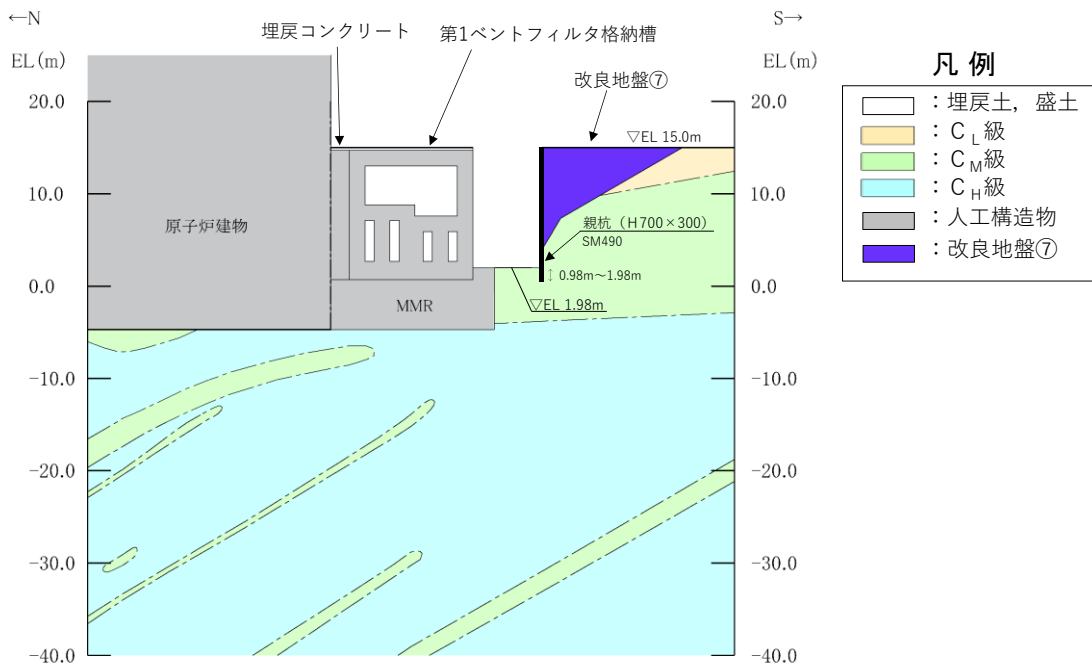 ←N
S→
埋戻コンクリート
第1ベントフィルタ格納槽
EL(m)
EL(m)
改良地盤⑦
20.0
20.0
▽EL 15.0m
10.0
10.0
原子炉建物
親杭（H700×300）
SM490
0.98m～1.98m
0.0
0.0
MMR
▽EL 1.98m
-10.0
-10.0
-20.0
-20.0
-30.0
-30.0
-40.0
-40.0
凡 例
：埋戻土，盛土
：CL級
：CM級
：CH級
：人工構造物
：改良地盤⑦